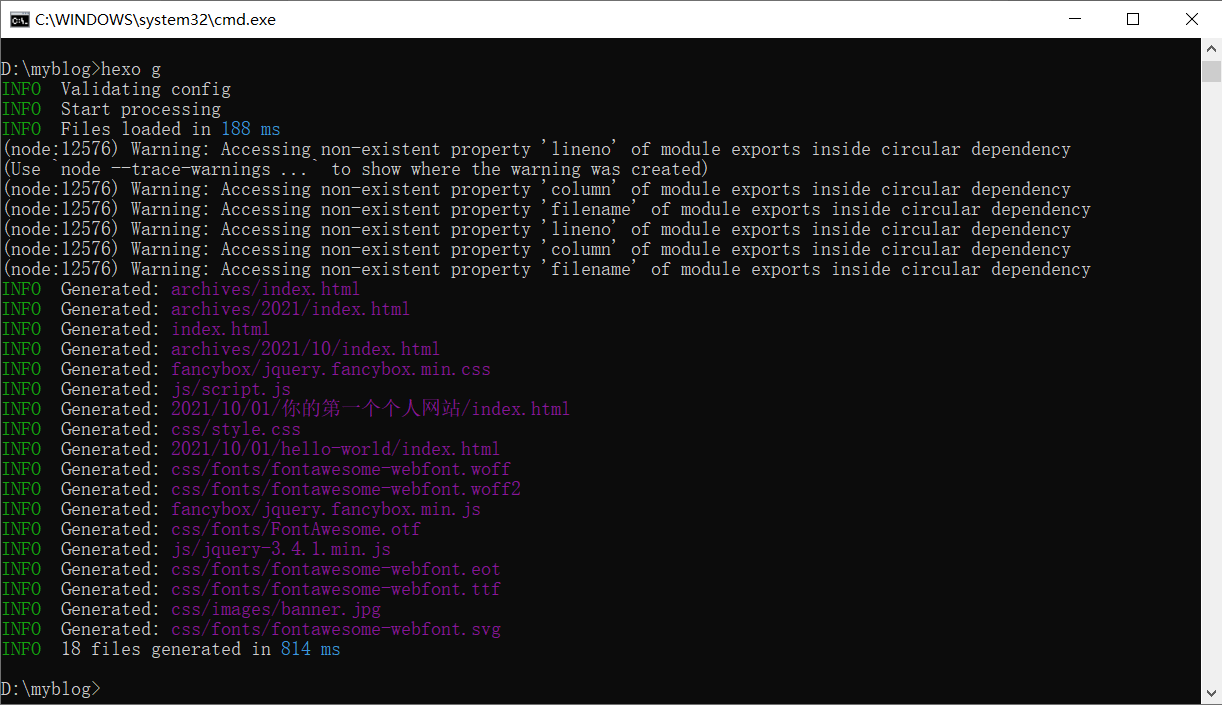 C:\WINDOWS\system32\cmd.exe
D:\myblog>hexo g
INFO  Validating config
INFO  Start processing
INFO  Files loaded in 188 ms
(node:12576) Warning: Accessing non-existent property 'lineno' of module exports inside circular dependency
(Use `node --trace-warnings ...` to show where the warning was created)
(node:12576) Warning: Accessing non-existent property 'column' of module exports inside circular dependency
(node:12576) Warning: Accessing non-existent property 'filename' of module exports inside circular dependency
(node:12576) Warning: Accessing non-existent property 'lineno' of module exports inside circular dependency
(node:12576) Warning: Accessing non-existent property 'column' of module exports inside circular dependency
(node:12576) Warning: Accessing non-existent property 'filename' of module exports inside circular dependency
INFO  Generated: archives/index.html
INFO  Generated: archives/2021/index.html
INFO  Generated: index.html
INFO  Generated: archives/2021/10/index.html
INFO  Generated: fancybox/jquery.fancybox.min.css
INFO  Generated: js/script.js
INFO  Generated: 2021/10/01/你的第一个个人网站/index.html
INFO  Generated: css/style.css
INFO  Generated: 2021/10/01/hello-world/index.html
INFO  Generated: css/fonts/fontawesome-webfont.woff
INFO  Generated: css/fonts/fontawesome-webfont.woff2
INFO  Generated: fancybox/jquery.fancybox.min.js
INFO  Generated: css/fonts/FontAwesome.otf
INFO  Generated: js/jquery-3.4.1.min.js
INFO  Generated: css/fonts/fontawesome-webfont.eot
INFO  Generated: css/fonts/fontawesome-webfont.ttf
INFO  Generated: css/images/banner.jpg
INFO  Generated: css/fonts/fontawesome-webfont.svg
INFO  18 files generated in 814 ms
D:\myblog>